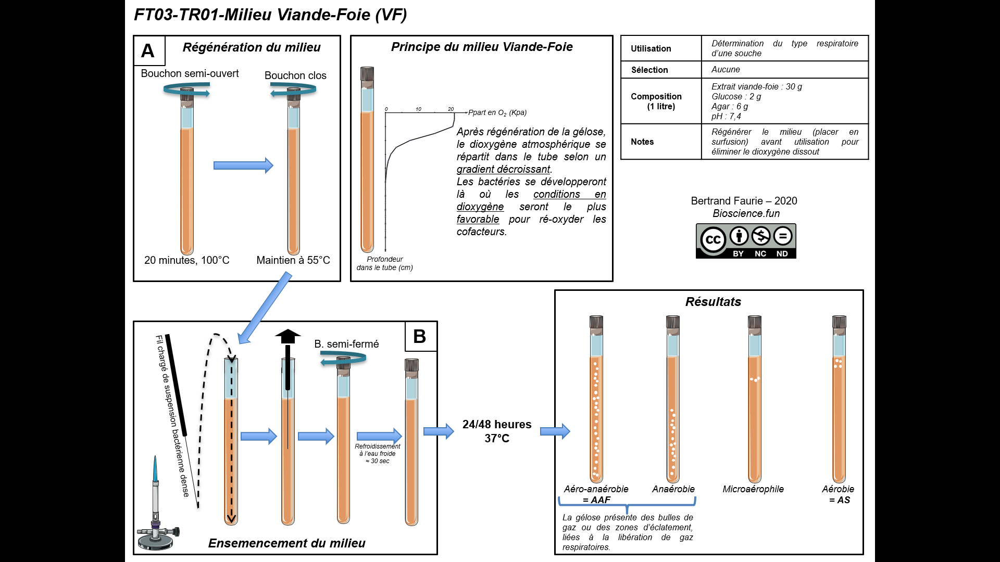 FT03-TR01-Milieu Viande-Foie (VF)
A
Régénération du milieu
Bouchon semi-ouvert
Bouchon clos
20 minutes, 100°C
Maintien à 55°C
Principe du milieu Viande-Foie
0
10
20
Ppart en O₂ (Kpa)
Après régénération de la gélose,
le dioxygène atmosphérique se
répartit dans le tube selon un
gradient décroissant.
Les bactéries se développeront
là où les conditions en
dioxygène seront le plus
favorable pour ré-oxyder les
cofacteurs.
Profondeur
dans le tube (cm)
Utilisation
Détermination du type respiratoire
d’une souche
Sélection
Aucune
Composition
(1 litre)
Extrait viande-foie : 30 g
Glucose : 2 g
Agar : 6 g
pH : 7,4
Notes
Régénérer le milieu (placer en
surfusion) avant utilisation pour
éliminer le dioxygène dissout
Bertrand Faurie – 2020
Bioscience.fun
cc
BY NC ND
B
Fil chargé de suspension bactérienne dense
B. semi-fermé
Refroidissement
à l’eau froide
≈ 30 sec
Ensemencement du milieu
24/48 heures
37°C
Résultats
Aéro-anaérobie
= AAF
Anaérobie
Microaérophile
Aérobie
= AS
La gélose présente des bulles de
gaz ou des zones d’éclatement,
liées à la libération de gaz
respiratoires.